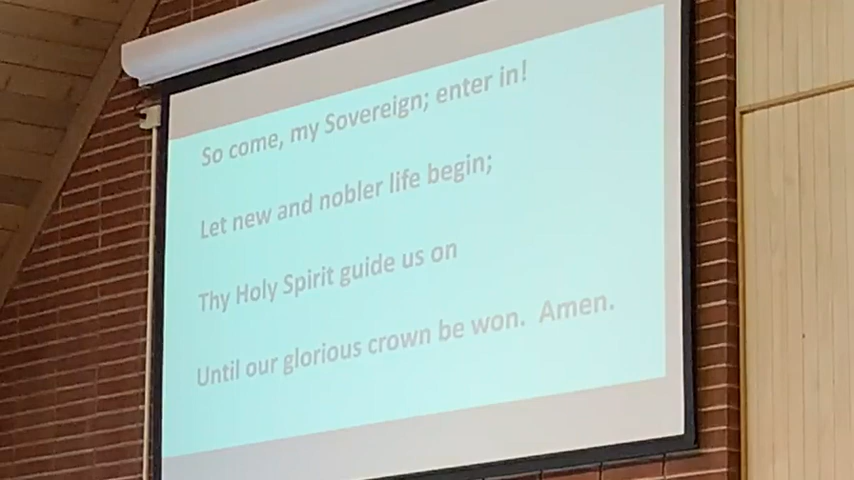 So come, my Sovereign; enter in!
Let new and nobler life begin;
Thy Holy Spirit guide us on
Until our glorious crown be won.  Amen.